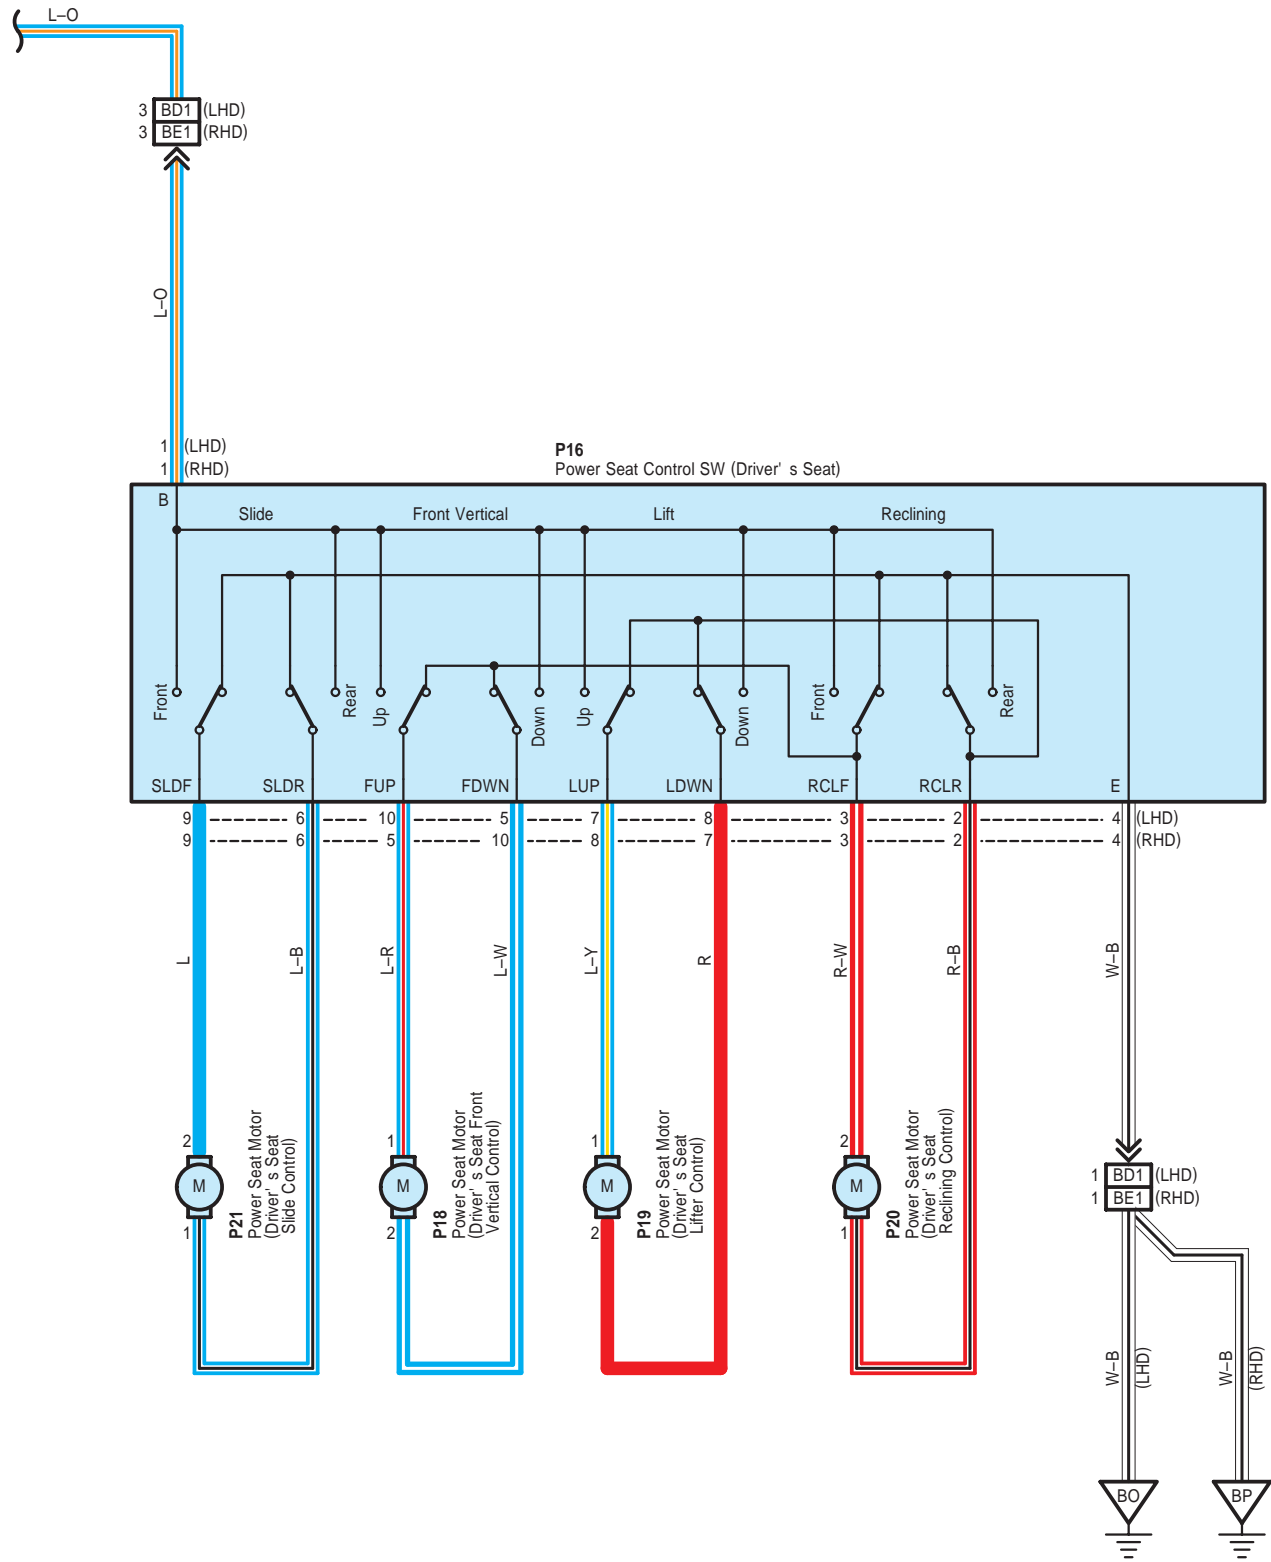 L–O
3 BD1 (LHD)
3 BE1 (RHD)
L–O
1 (LHD)
1 (RHD)
P16
Power Seat Control SW (Driver' s Seat)
B
Slide Front Vertical Lift Reclining
Front Rear Up Down Up Down Front Rear
SLDF SLDR FUP FDWN LUP LDWN RCLF RCLR E
9 6 10 5 7 8 3 2 4 (LHD)
9 6 5 10 8 7 3 2 4 (RHD)
L L–B L–R L–W L–Y R R–W R–B W–B
2 1 1 2
M M M M
1 2 2 1
P21
Power Seat Motor
(Driver' s Seat
Slide Control)
P18
Power Seat Motor
(Driver' s Seat Front
Vertical Control)
P19
Power Seat Motor
(Driver' s Seat
Lifter Control)
P20
Power Seat Motor
(Driver' s Seat
Reclining Control)
1 BD1 (LHD)
1 BE1 (RHD)
W–B
(LHD)
W–B
(RHD)
BO BP